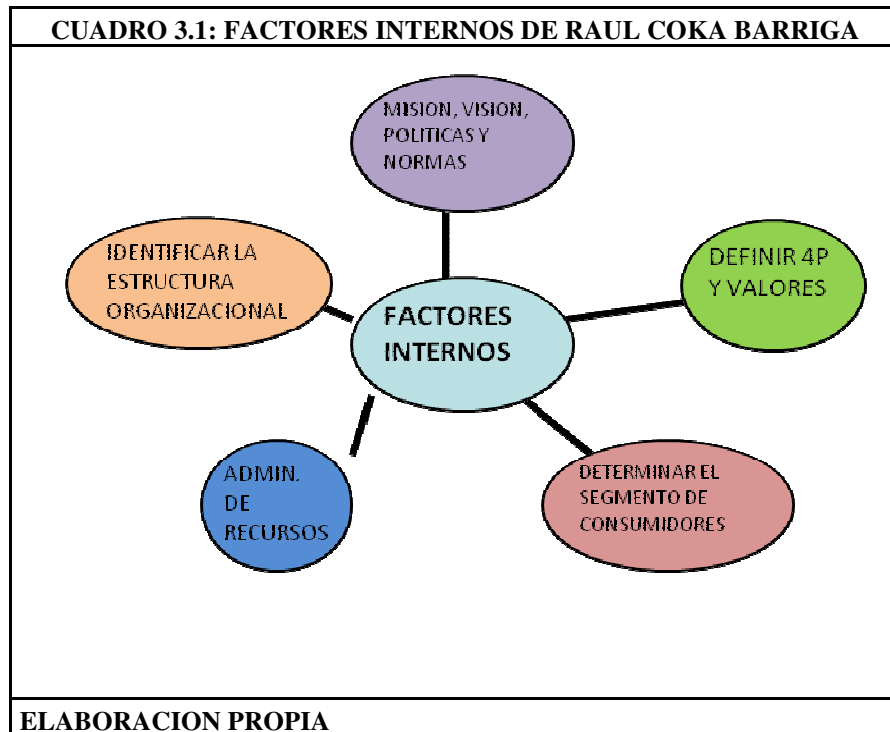 CUADRO 3.1: FACTORES INTERNOS DE RAUL COKA BARRIGA
MISION, VISION,
POLITICAS Y
NORMAS
IDENTIFICAR LA
ESTRUCTURA
ORGANIZACIONAL
DEFINIR 4P
Y VALORES
FACTORES
INTERNOS
ADMIN.
DE
RECURSOS
DETERMINAR EL
SEGMENTO DE
CONSUMIDORES
ELABORACION PROPIA